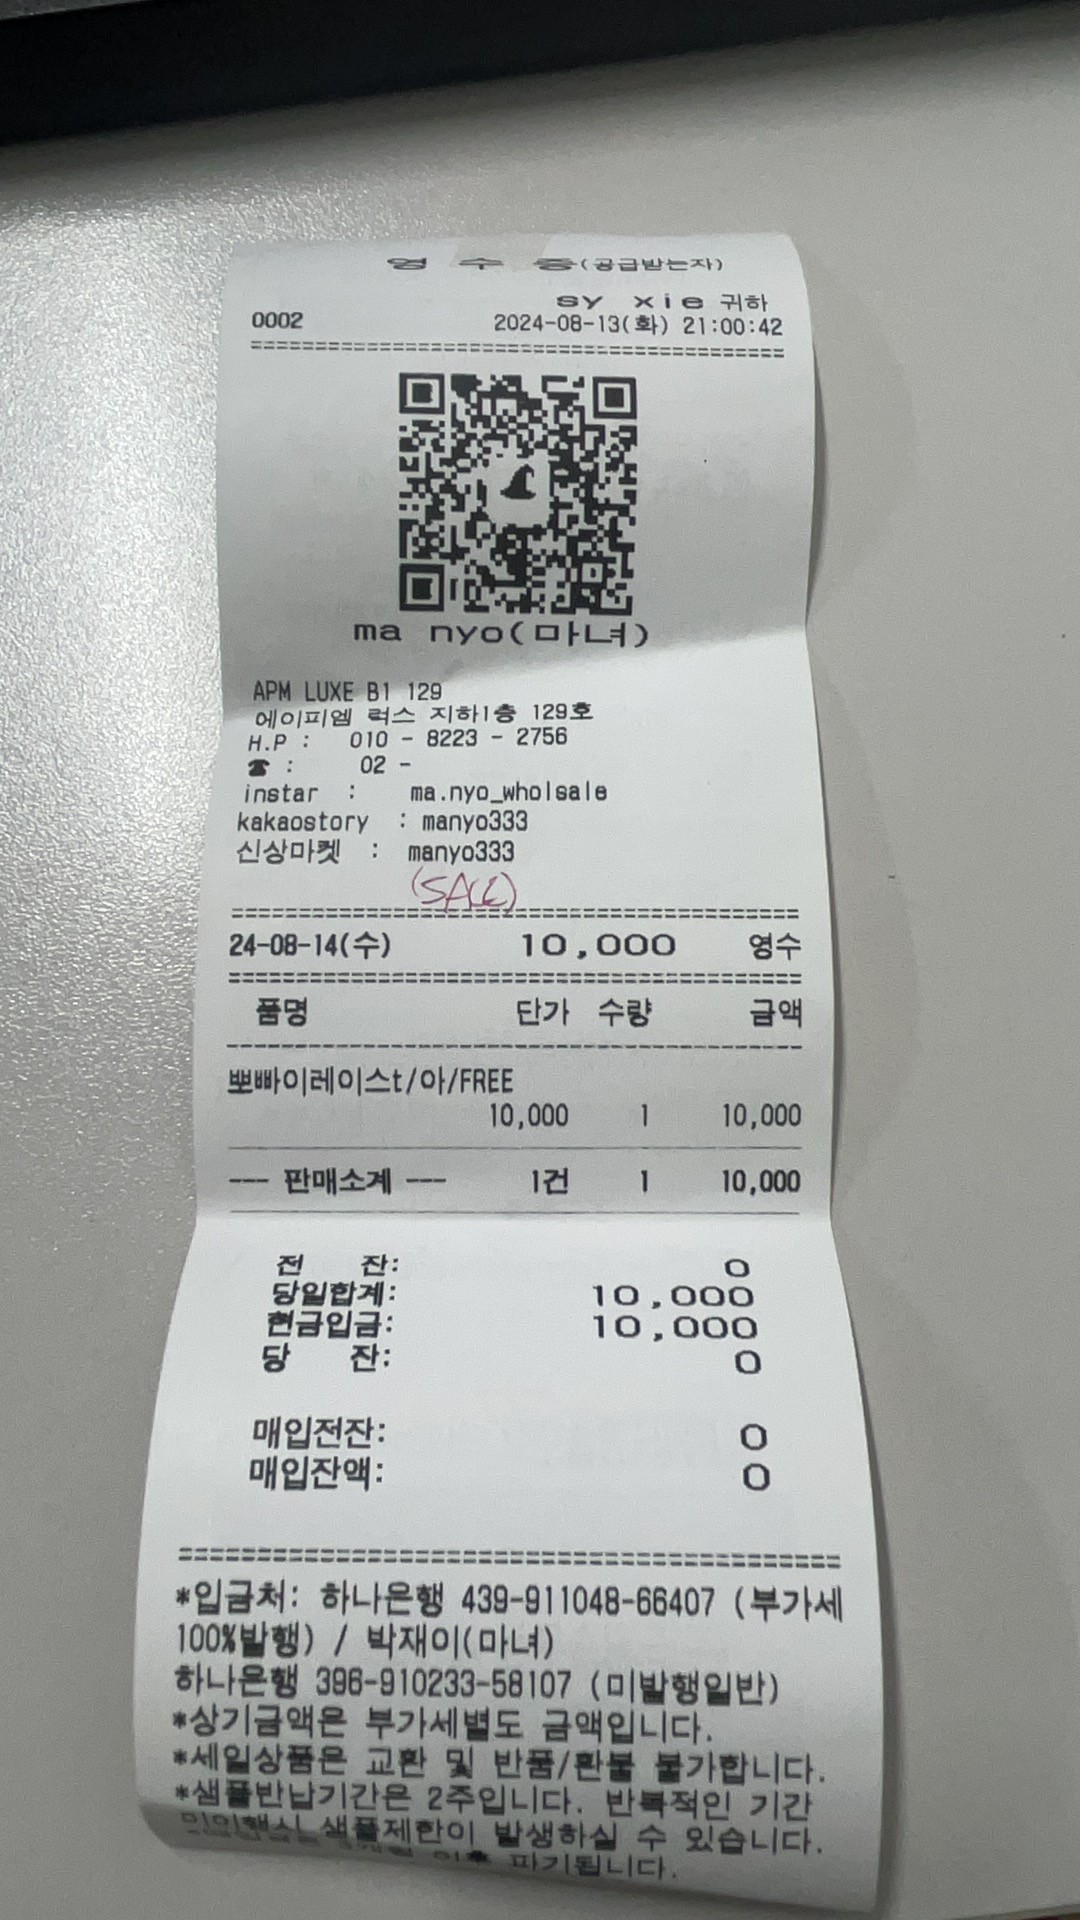 영 수 증(공급받는자)
sy xie 귀하
0002 2024-08-13(화) 21:00:42
ma nyo(마녀)
APM LUXE B1 129
에이피엠 럭스 지하1층 129호
H.P : 010 - 8223 - 2756
☎ : 02 -
instar : ma.nyo_wholsale
kakaostory : manyo333
신상마켓 : manyo333
(SALE)
24-08-14(수) 10,000 영수
품명 단가 수량 금액
뽀빠이레이스t/아/FREE
10,000 1 10,000
--- 판매소계 --- 1건 1 10,000
전 잔: 0
당일합계: 10,000
현금입금: 10,000
당 잔: 0
매입전잔: 0
매입잔액: 0
*입금처: 하나은행 439-911048-66407 (부가세
100%발행) / 박재이(마녀)
하나은행 396-910233-58107 (미발행일반)
*상기금액은 부가세별도 금액입니다.
*세일상품은 교환 및 반품/환불 불가합니다.
*샘플반납기간은 2주입니다. 반복적인 기간
미이행시 샘플제한이 발생하실 수 있습니다.
이후 파기됩니다.